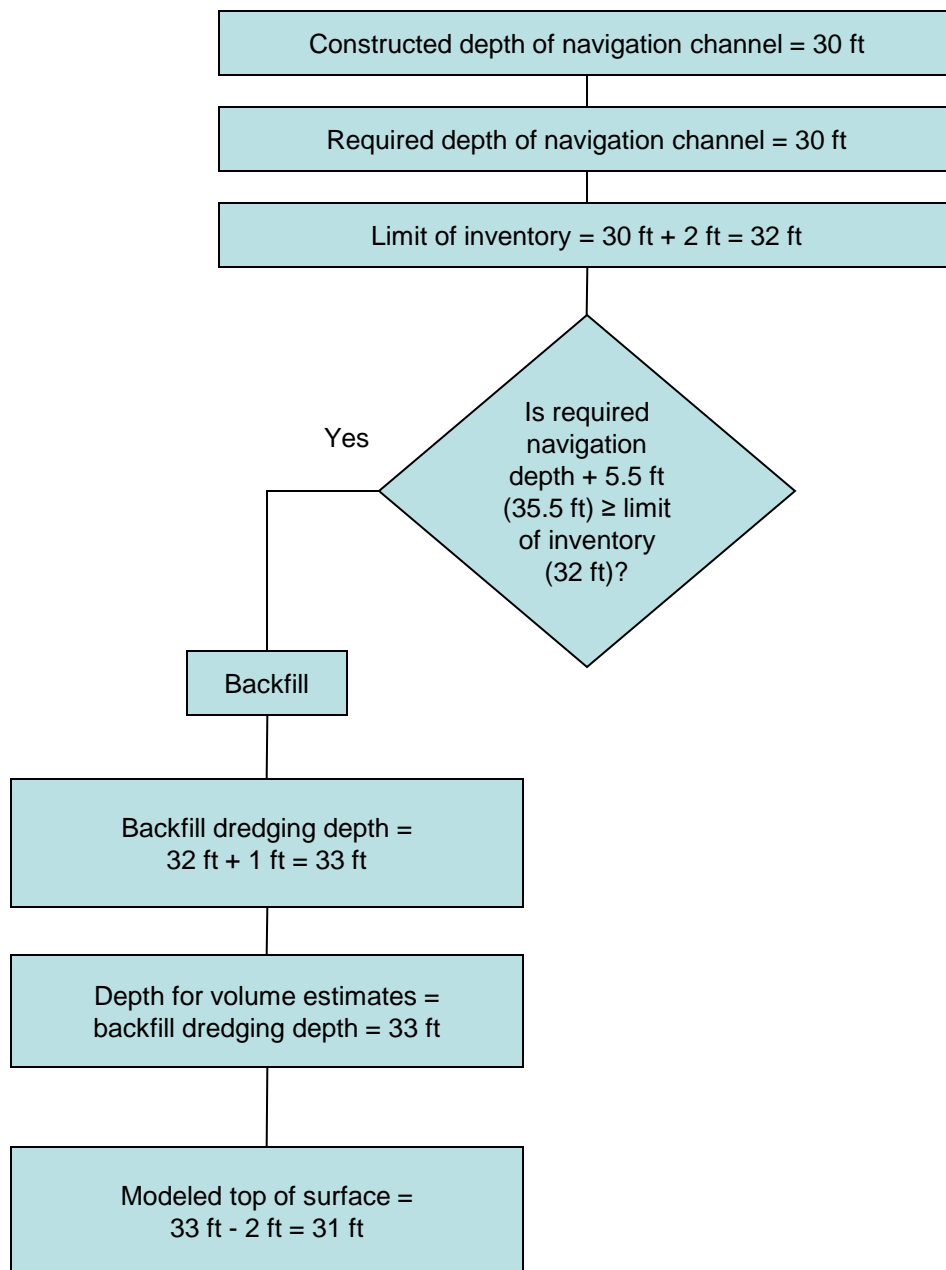 Constructed depth of navigation channel = 30 ft
Required depth of navigation channel = 30 ft
Limit of inventory = 30 ft + 2 ft = 32 ft
Is required
navigation
depth + 5.5 ft
(35.5 ft) ≥ limit
of inventory
(32 ft)?
Yes
Backfill
Backfill dredging depth =
32 ft + 1 ft = 33 ft
Depth for volume estimates =
backfill dredging depth = 33 ft
Modeled top of surface =
33 ft - 2 ft = 31 ft